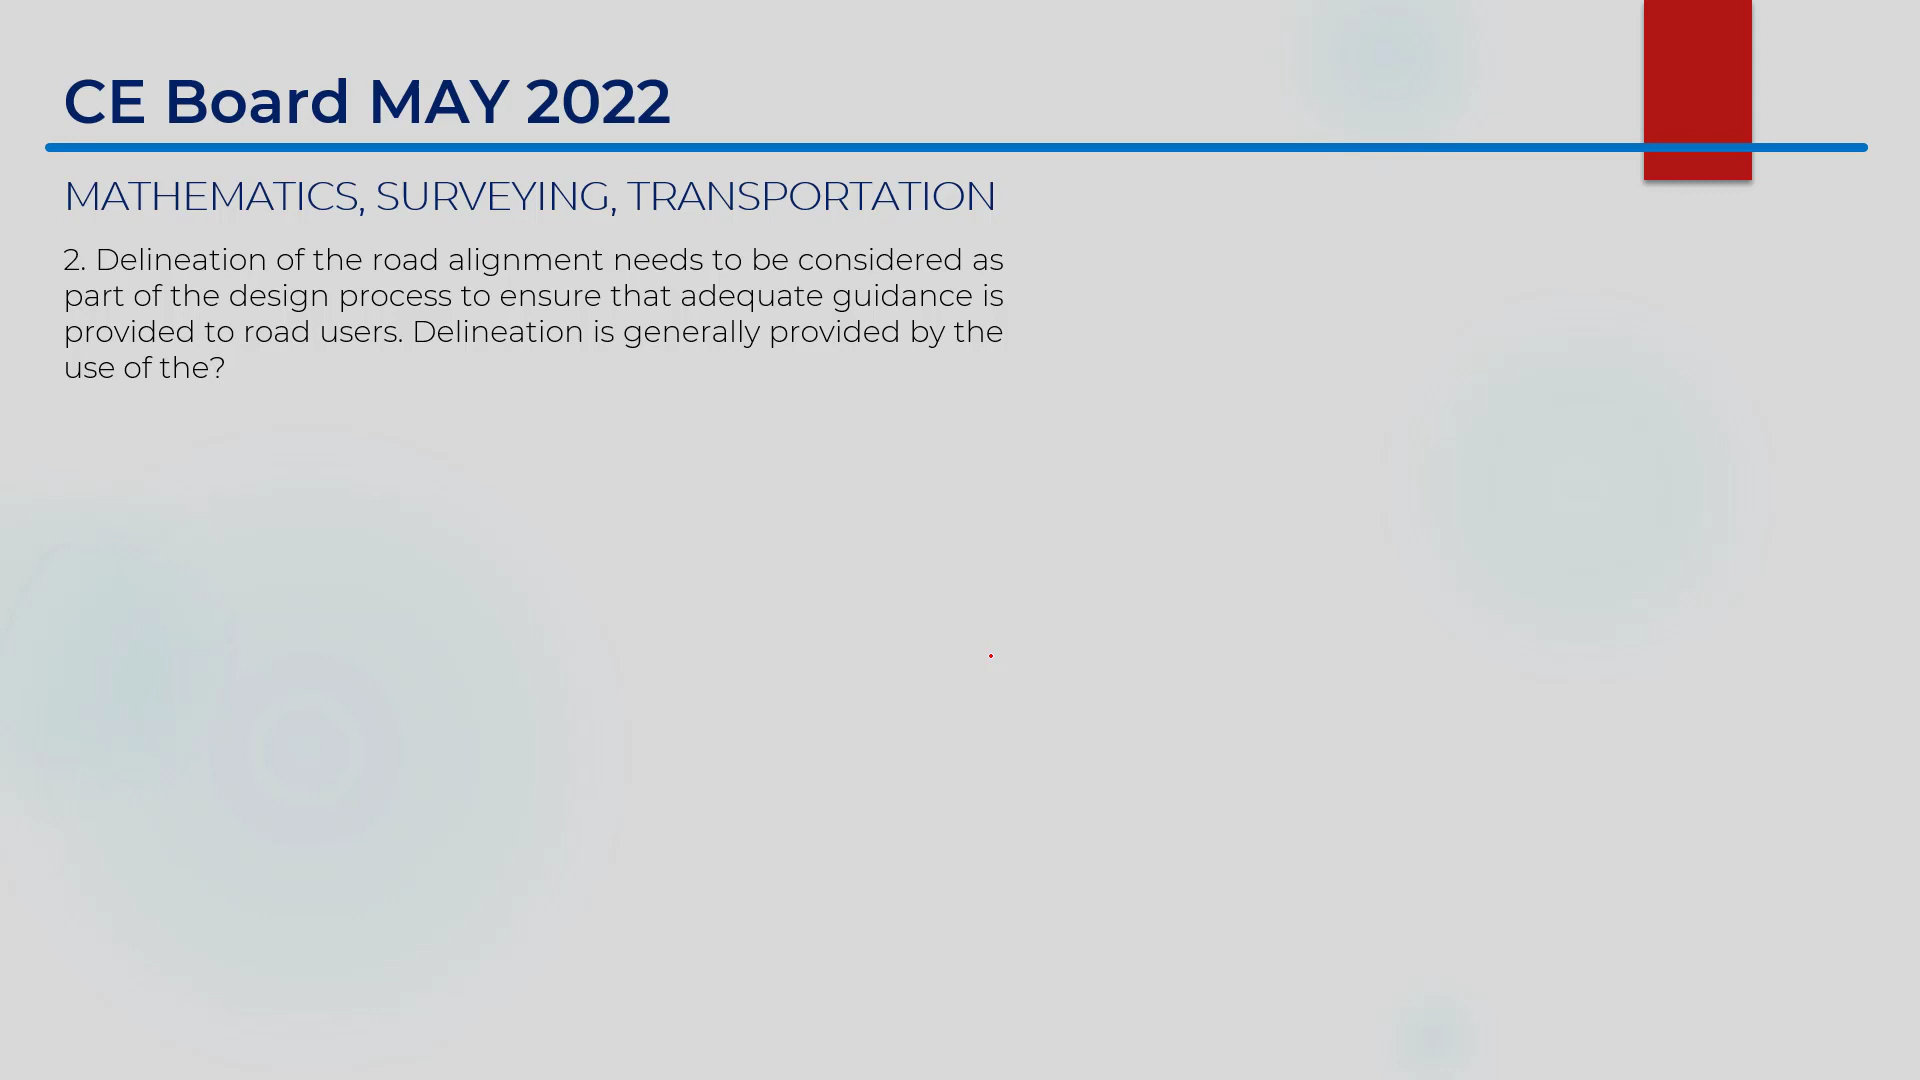 CE Board MAY 2022
MATHEMATICS, SURVEYING, TRANSPORTATION
2. Delineation of the road alignment needs to be considered as
part of the design process to ensure that adequate guidance is
provided to road users. Delineation is generally provided by the
use of the?